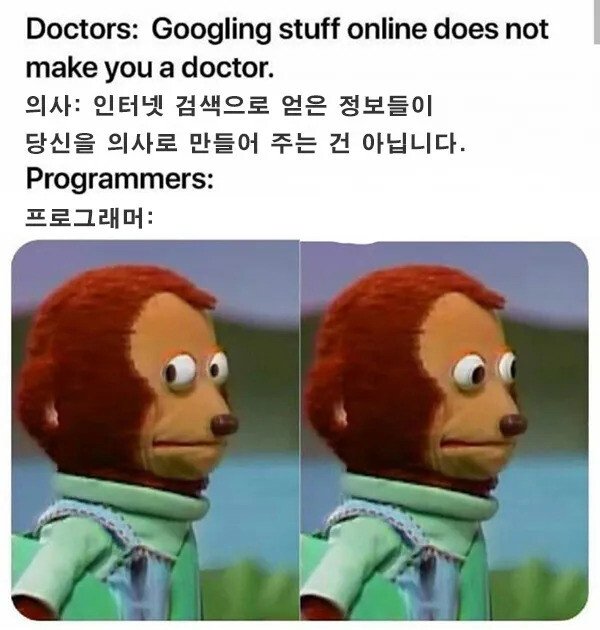 Doctors: Googling stuff online does not
make you a doctor.
의사: 인터넷 검색으로 얻은 정보들이
당신을 의사로 만들어 주는 건 아닙니다.
Programmers:
프로그래머: